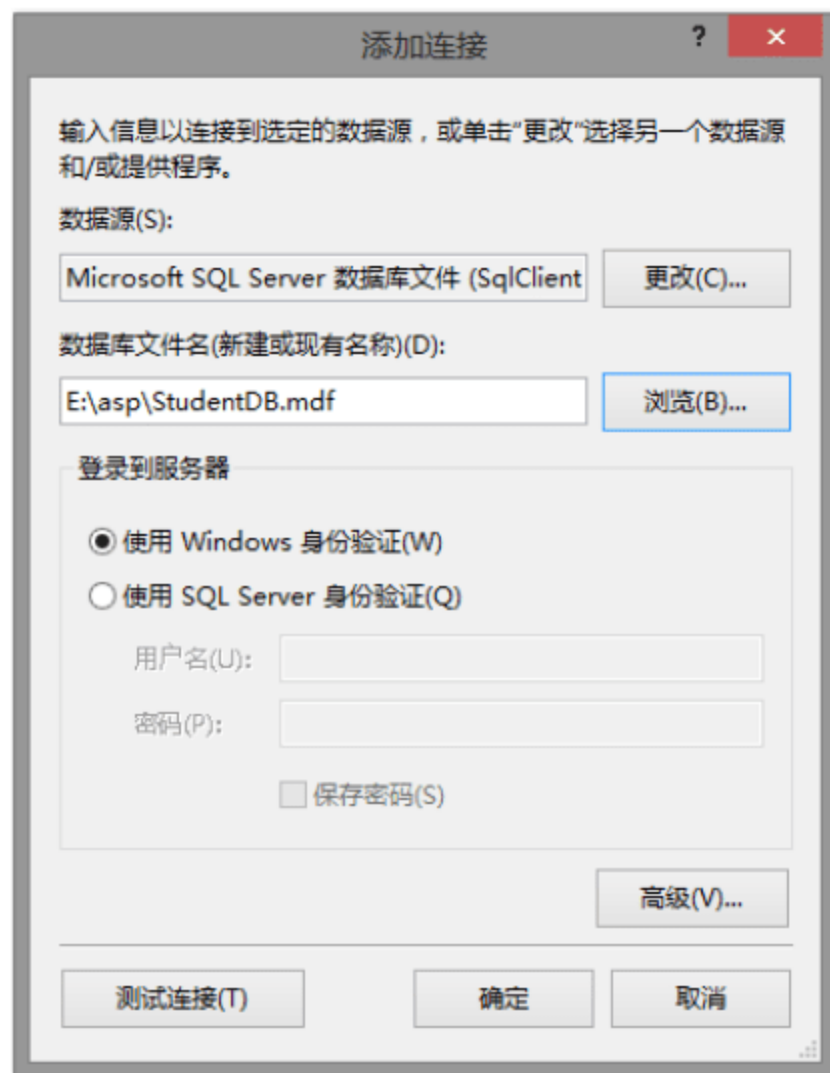 添加连接
?
×
输入信息以连接到选定的数据源，或单击“更改”选择另一个数据源
和/或提供程序。
数据源(S):
Microsoft SQL Server 数据库文件 (SqlClient
更改(C)...
数据库文件名(新建或现有名称)(D):
E:\asp\StudentDB.mdf
浏览(B)...
登录到服务器
使用 Windows 身份验证(W)
使用 SQL Server 身份验证(Q)
用户名(U):
密码(P):
保存密码(S)
高级(V)...
测试连接(T)
确定
取消